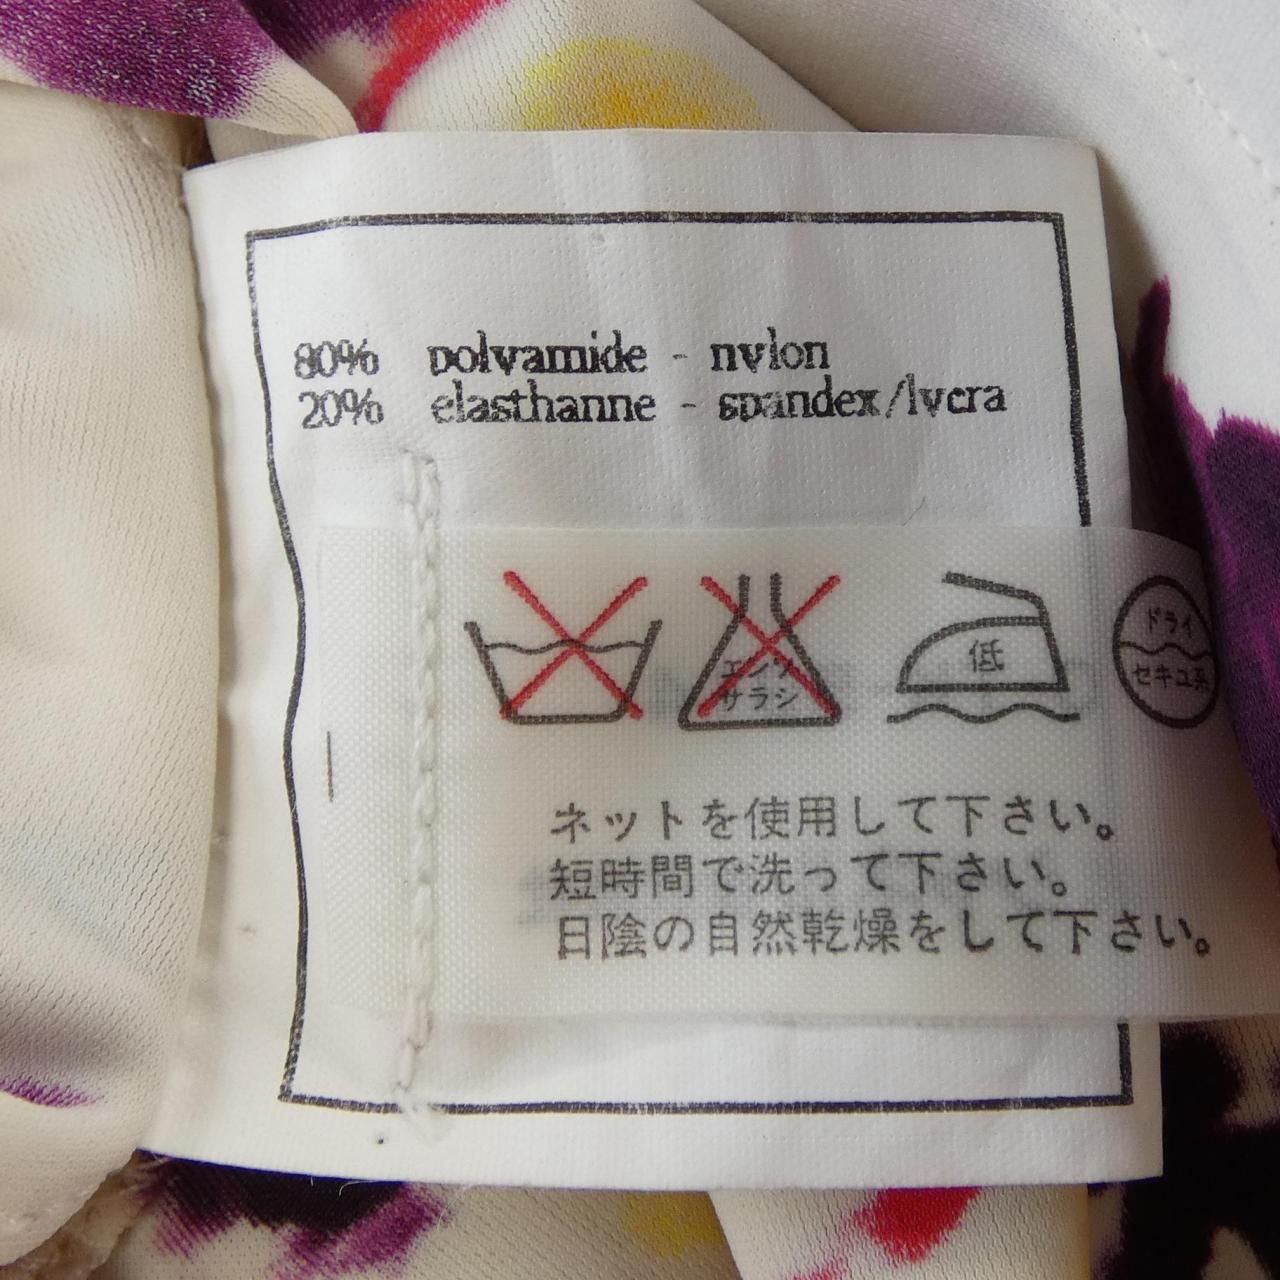 80% polyamide - nylon
20% elasthanne - spandex/lycra
エンソ
サラシ
低
ドライ
セキユ系
ネットを使用して下さい。
短時間で洗って下さい。
日陰の自然乾燥をして下さい。